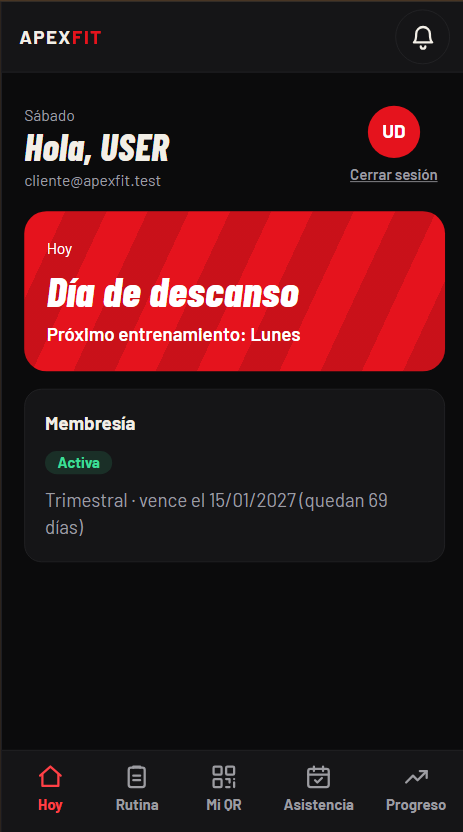 APEXFIT
Sábado
Hola, USER
cliente@apexfit.test
UD
Cerrar sesión
Hoy
Día de descanso
Próximo entrenamiento: Lunes
Membresía
Activa
Trimestral · vence el 15/01/2027 (quedan 69
días)
Hoy
Rutina
Mi QR
Asistencia
Progreso